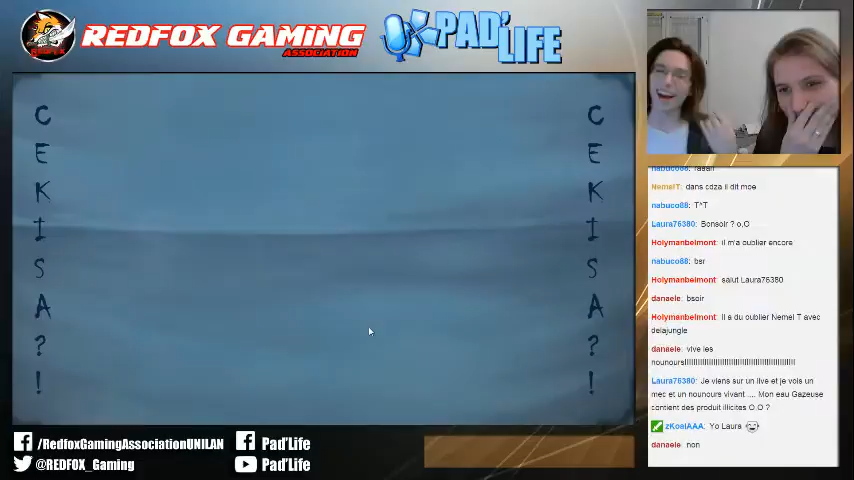 REDFOX GAMING
ASSOCIATION
PAD'LIFE
C
E
K
I
S
A
?
!
C
E
K
I
S
A
?
!
NemelT: dans cdza il dit moe
nabuco88: T^T
Laura76380: Bonsoir ? o.O
Holymanbelmont: il m'a oublier encore
nabuco88: bsr
Holymanbelmont: salut Laura76380
danaele: bsoir
Holymanbelmont: Il a du oublier Nemel T avec
delajungle
danaele: vive les
Laura76380: Je viens sur un live et je vois un
mec et un nounours vivant .... Mon eau Gazeuse
contient des produit illicites O.O ?
zKoalAAA: Yo Laura
danaele: non
/RedfoxGamingAssociationUNILAN
Pad'Life
@REDFOX_Gaming
Pad'Life